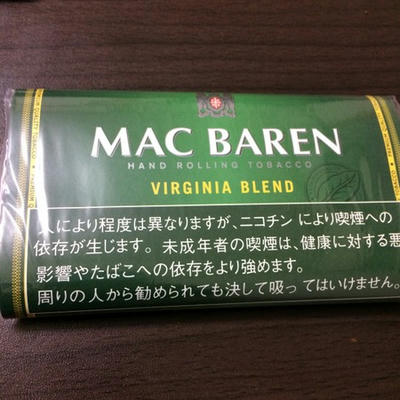 MAC BAREN
HAND ROLLING TOBACCO
VIRGINIA BLEND
人により程度は異なりますが、ニコチン により喫煙への
依存が生じます。未成年者の喫煙は、健康に対する悪
影響やたばこへの依存をより強めます。
周りの人から勧められても決して吸っ てはいけません。